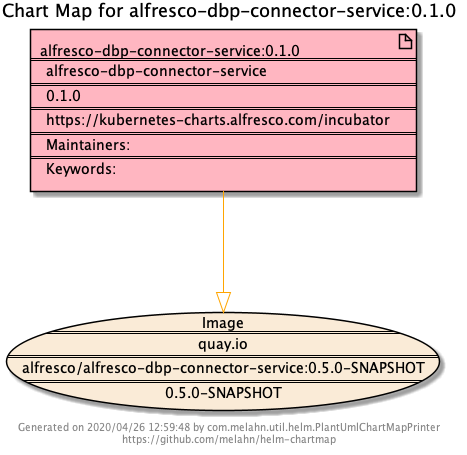 Chart Map for alfresco-dbp-connector-service:0.1.0
alfresco-dbp-connector-service:0.1.0
alfresco-dbp-connector-service
0.1.0
https://kubernetes-charts.alfresco.com/incubator
Maintainers:
Keywords:
Image
quay.io
alfresco/alfresco-dbp-connector-service:0.5.0-SNAPSHOT
0.5.0-SNAPSHOT
Generated on 2020/04/26 12:59:48 by com.melahn.util.helm.PlantUmlChartMapPrinter
https://github.com/melahn/helm-chartmap